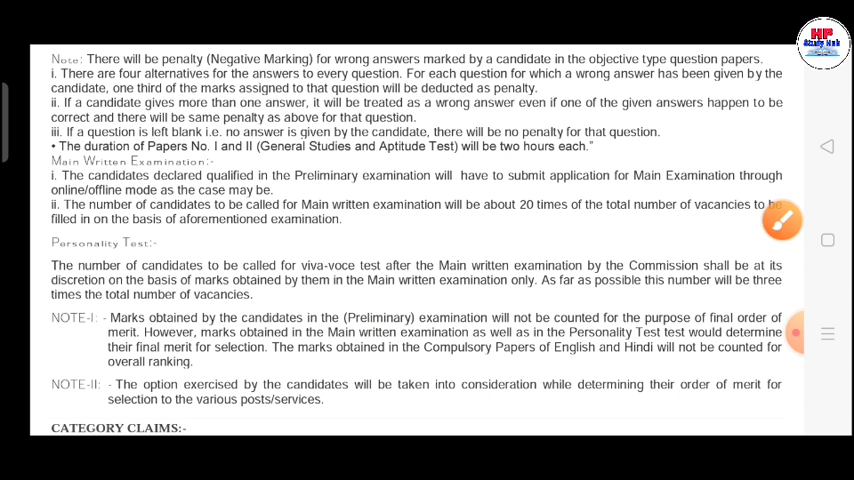 HP
Study Hub
Note: There will be penalty (Negative Marking) for wrong answers marked by a candidate in the objective type question papers.
i. There are four alternatives for the answers to every question. For each question for which a wrong answer has been given by the
candidate, one third of the marks assigned to that question will be deducted as penalty.
ii. If a candidate gives more than one answer, it will be treated as a wrong answer even if one of the given answers happen to be
correct and there will be same penalty as above for that question.
iii. If a question is left blank i.e. no answer is given by the candidate, there will be no penalty for that question.
• The duration of Papers No. I and II (General Studies and Aptitude Test) will be two hours each.”
Main Written Examination:-
i. The candidates declared qualified in the Preliminary examination will have to submit application for Main Examination through
online/offline mode as the case may be.
ii. The number of candidates to be called for Main written examination will be about 20 times of the total number of vacancies to be
filled in on the basis of aforementioned examination.
Personality Test:-
The number of candidates to be called for viva-voce test after the Main written examination by the Commission shall be at its
discretion on the basis of marks obtained by them in the Main written examination only. As far as possible this number will be three
times the total number of vacancies.
NOTE-I: - Marks obtained by the candidates in the (Preliminary) examination will not be counted for the purpose of final order of
merit. However, marks obtained in the Main written examination as well as in the Personality Test test would determine
their final merit for selection. The marks obtained in the Compulsory Papers of English and Hindi will not be counted for
overall ranking.
NOTE-II: - The option exercised by the candidates will be taken into consideration while determining their order of merit for
selection to the various posts/services.
CATEGORY CLAIMS:-